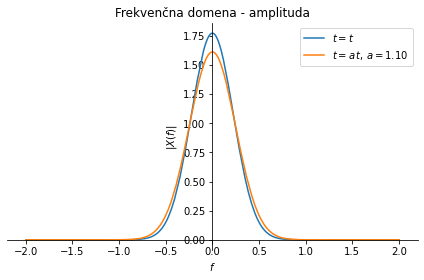 Frekvenčna domena - amplituda
t = t
t = at, a = 1.10
1.75
1.50
1.25
1.00
0.75
0.50
0.25
0.00
|X(f)|
−2.0 −1.5 −1.0 −0.5 0.0 0.5 1.0 1.5 2.0
f